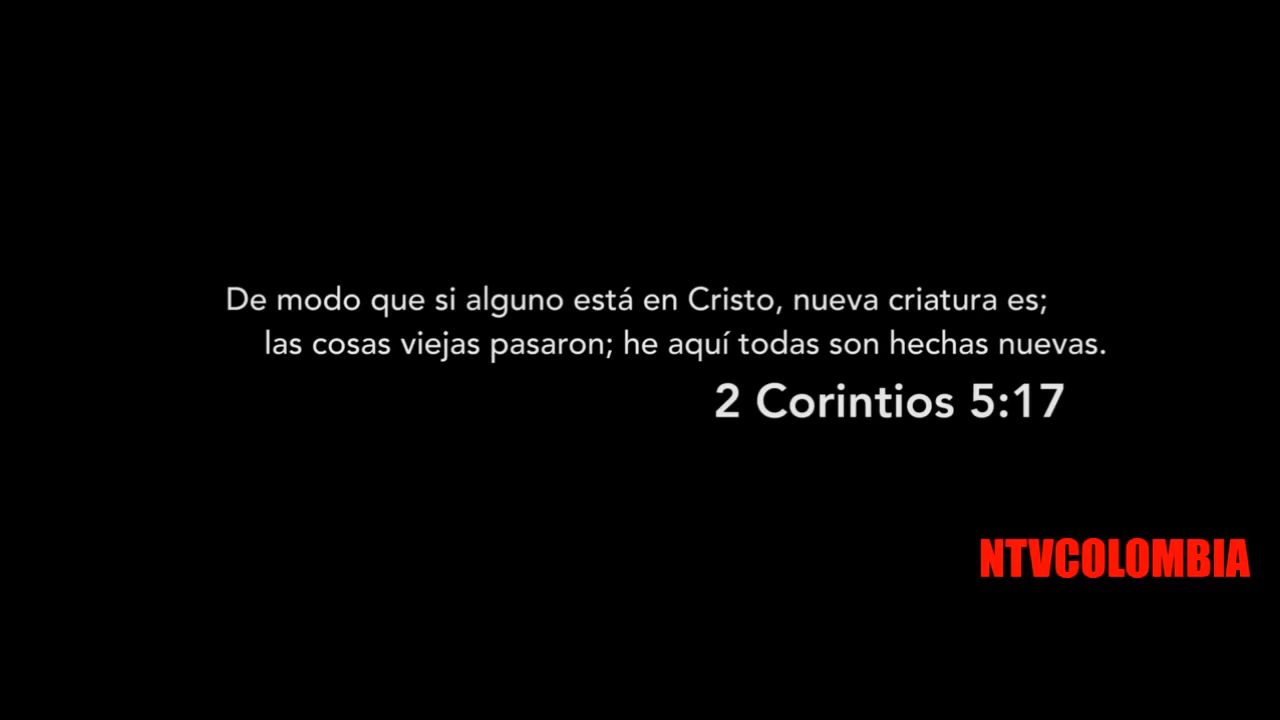 De modo que si alguno está en Cristo, nueva criatura es;
las cosas viejas pasaron; he aquí todas son hechas nuevas.
2 Corintios 5:17
NTVCOLOMBIA